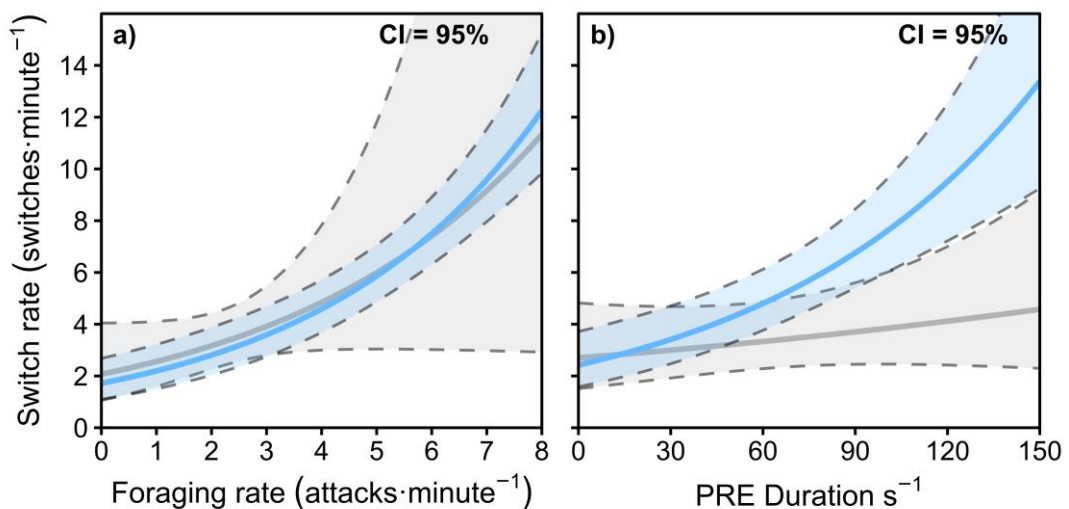 a) CI = 95%
b) CI = 95%
Switch rate (switches·minute⁻¹)
14
12
10
8
6
4
2
0
0 1 2 3 4 5 6 7 8
0 30 60 90 120 150
Foraging rate (attacks·minute⁻¹)
PRE Duration s⁻¹